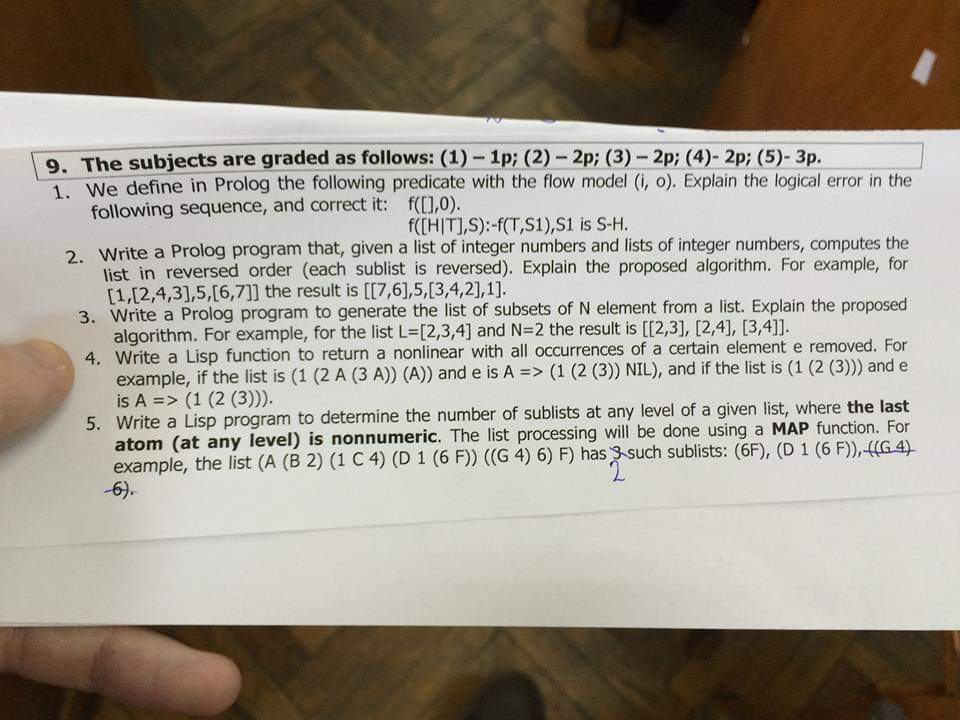 9. The subjects are graded as follows: (1) – 1p; (2) – 2p; (3) – 2p; (4)- 2p; (5)- 3p.
1. We define in Prolog the following predicate with the flow model (i, o). Explain the logical error in the
following sequence, and correct it: f([],0).
f([H|T],S):-f(T,S1),S1 is S-H.
2. Write a Prolog program that, given a list of integer numbers and lists of integer numbers, computes the
list in reversed order (each sublist is reversed). Explain the proposed algorithm. For example, for
[1,[2,4,3],5,[6,7]] the result is [[7,6],5,[3,4,2],1].
3. Write a Prolog program to generate the list of subsets of N element from a list. Explain the proposed
algorithm. For example, for the list L=[2,3,4] and N=2 the result is [[2,3], [2,4], [3,4]].
4. Write a Lisp function to return a nonlinear with all occurrences of a certain element e removed. For
example, if the list is (1 (2 A (3 A)) (A)) and e is A => (1 (2 (3)) NIL), and if the list is (1 (2 (3))) and e
is A => (1 (2 (3))).
5. Write a Lisp program to determine the number of sublists at any level of a given list, where the last
atom (at any level) is nonnumeric. The list processing will be done using a MAP function. For
example, the list (A (B 2) (1 C 4) (D 1 (6 F)) ((G 4) 6) F) has 3 such sublists: (6F), (D 1 (6 F)), ((G 4)
2
6).